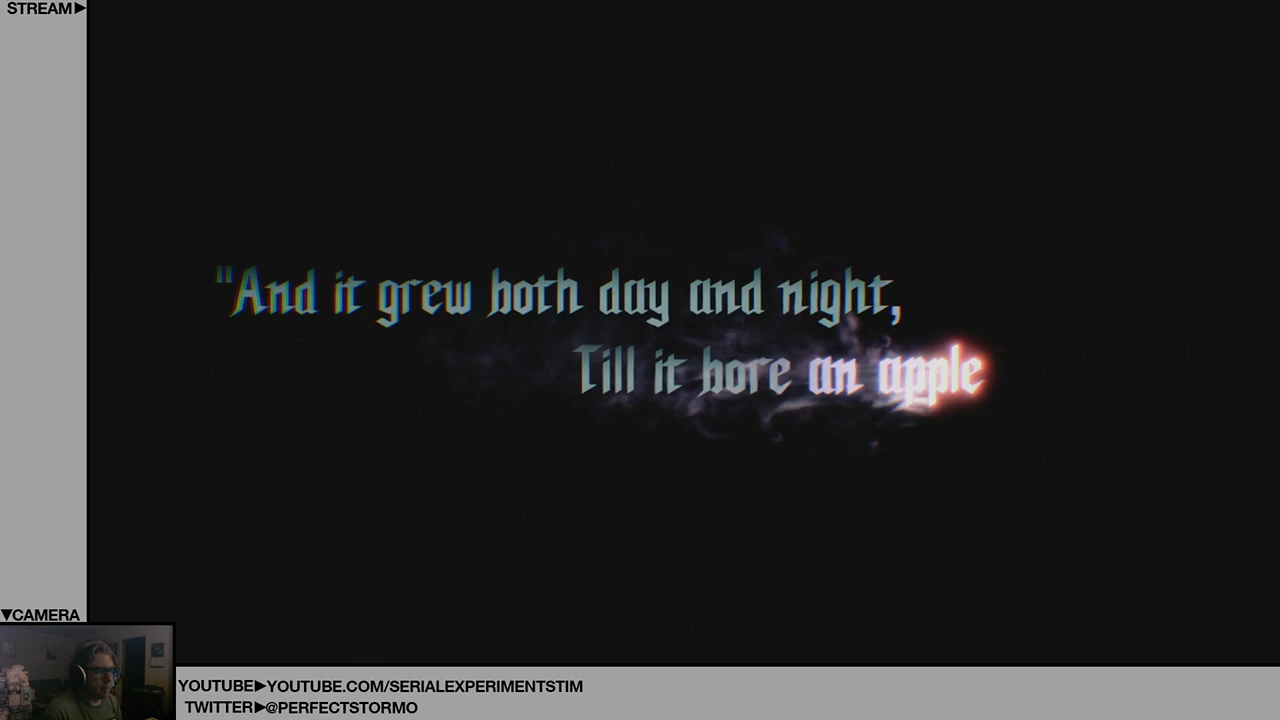 STREAM▶
"And it grew both day and night,
Till it bore an apple
▼CAMERA
YOUTUBE▶YOUTUBE.COM/SERIALEXPERIMENTSTIM
TWITTER▶@PERFECTSTORMO